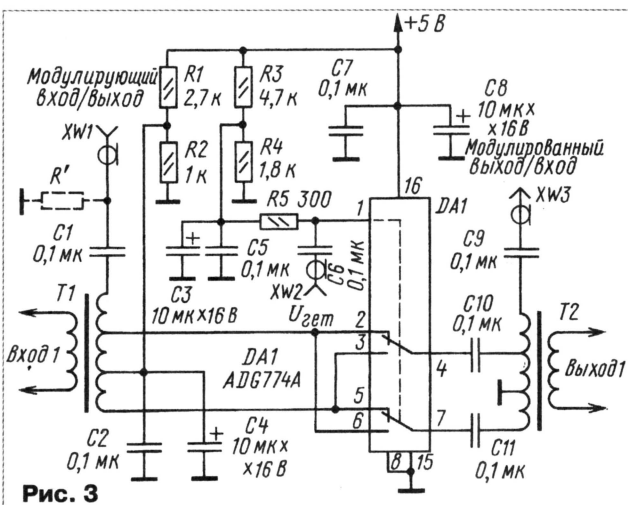 +5 В
Модулирующий
вход/выход
R1
2,7 к
R3
4,7 к
C7
0,1 мк
C8
10 мк×
×16 В
XW1
R2
1 к
R4
1,8 к
Модулированный
выход/вход
R'
R5 300
1
16
DA1
XW3
C1
0,1 мк
C5
0,1 мк
C6
0,1 мк
C9
0,1 мк
C3
10 мк×16 В
XW2
Uгет
C10
0,1 мк
T1
T2
Вход 1
2
3
4
DA1
ADG774A
5
6
7
Выход1
C2
0,1 мк
C4
10 мк×
×16 В
8
15
C11
0,1 мк
Рис. 3